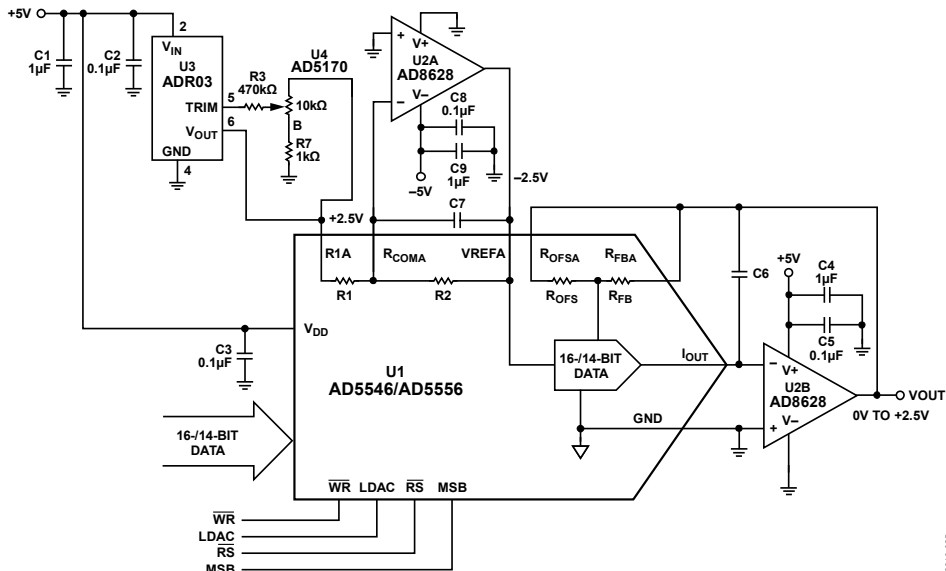 +5V
C1
1µF
C2
0.1µF
2
VIN
U3
ADR03
TRIM
5
VOUT
6
GND
4
R3
470kΩ
U4
AD5170
10kΩ
B
R7
1kΩ
+
V+
U2A
AD8628
–
V–
C8
0.1µF
C9
1µF
–5V
–2.5V
C7
+2.5V
R1A
RCOMA
VREFA
ROFSA
RFBA
R1
R2
ROFS
RFB
C6
+5V
C4
1µF
C5
0.1µF
VDD
C3
0.1µF
U1
AD5546/AD5556
16-/14-BIT
DATA
IOUT
–
V+
U2B
AD8628
V–
+
VOUT
0V TO +2.5V
GND
16-/14-BIT
DATA
WR LDAC RS MSB
WR
LDAC
RS
MSB